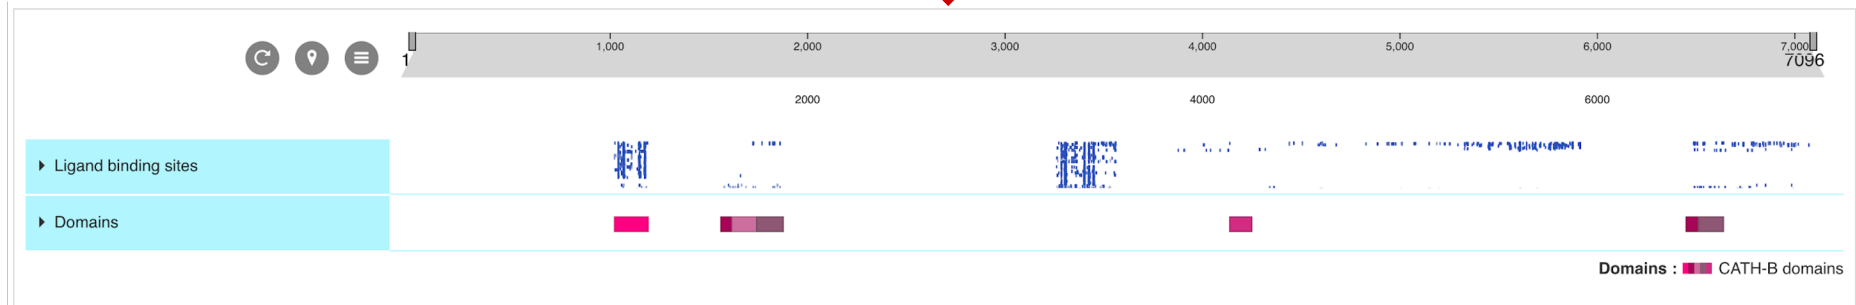 1,000 2,000 3,000 4,000 5,000 6,000 7,000
1 7096
2000 4000 6000
Ligand binding sites
Domains
Domains : CATH-B domains